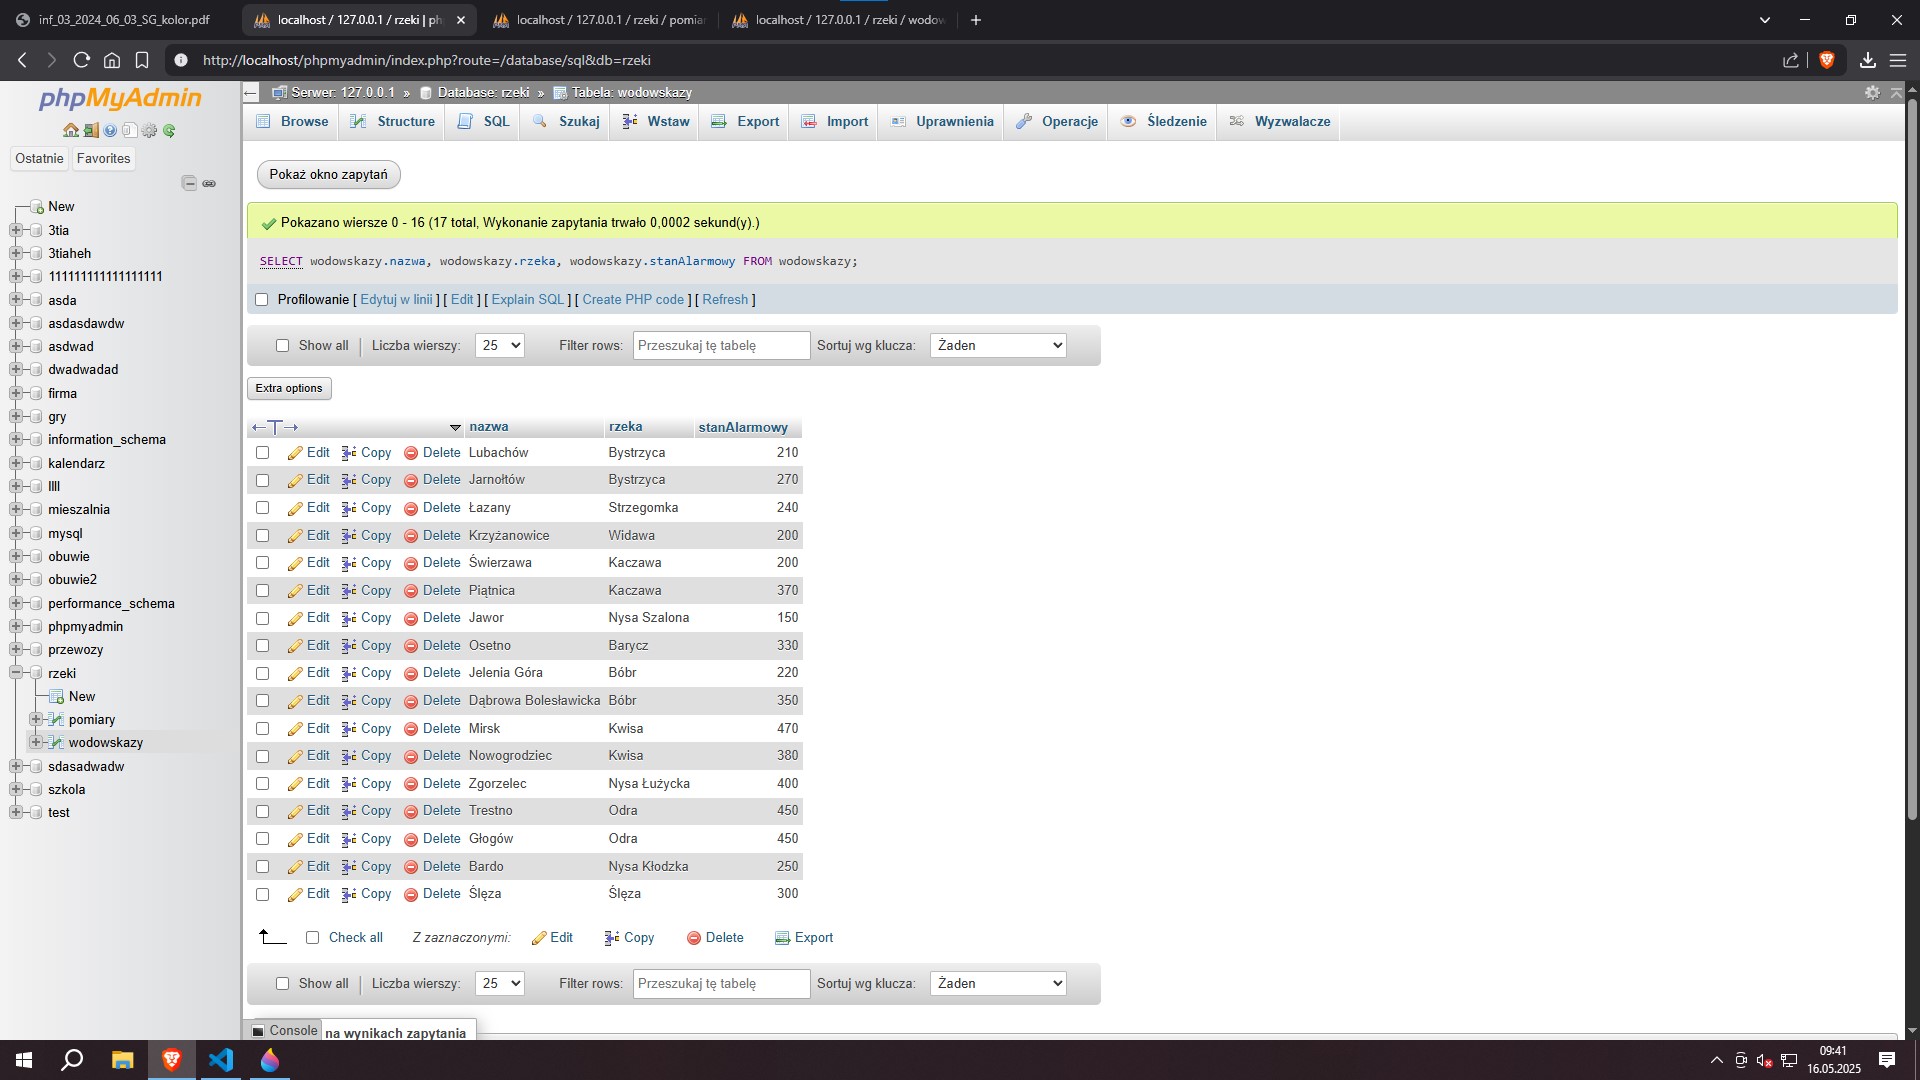 inf_03_2024_06_03_SG_kolor.pdf
localhost / 127.0.0.1 / rzeki | ph
localhost / 127.0.0.1 / rzeki / pomiar
localhost / 127.0.0.1 / rzeki / wodow
http://localhost/phpmyadmin/index.php?route=/database/sql&db=rzeki
phpMyAdmin
Ostatnie
Favorites
New
3tia
3tiaheh
111111111111111111
asda
asdasdawdw
asdwad
dwadwadad
firma
gry
information_schema
kalendarz
llll
mieszalnia
mysql
obuwie
obuwie2
performance_schema
phpmyadmin
przewozy
rzeki
New
pomiary
wodowskazy
sdasadwadw
szkola
test
Serwer: 127.0.0.1 » Database: rzeki » Tabela: wodowskazy
Browse Structure SQL Szukaj Wstaw Export Import Uprawnienia Operacje Śledzenie Wyzwalacze
Pokaż okno zapytań
Pokazano wiersze 0 - 16 (17 total, Wykonanie zapytania trwało 0,0002 sekund(y).)
SELECT wodowskazy.nazwa, wodowskazy.rzeka, wodowskazy.stanAlarmowy FROM wodowskazy;
Profilowanie [ Edytuj w linii ] [ Edit ] [ Explain SQL ] [ Create PHP code ] [ Refresh ]
Show all Liczba wierszy: 25 Filter rows: Przeszukaj tę tabelę Sortuj wg klucza: Żaden
Extra options
nazwa rzeka stanAlarmowy
Edit Copy Delete Lubachów Bystrzyca 210
Edit Copy Delete Jarnołtów Bystrzyca 270
Edit Copy Delete Łazany Strzegomka 240
Edit Copy Delete Krzyżanowice Widawa 200
Edit Copy Delete Świerzawa Kaczawa 200
Edit Copy Delete Piątnica Kaczawa 370
Edit Copy Delete Jawor Nysa Szalona 150
Edit Copy Delete Osetno Barycz 330
Edit Copy Delete Jelenia Góra Bóbr 220
Edit Copy Delete Dąbrowa Bolesławicka Bóbr 350
Edit Copy Delete Mirsk Kwisa 470
Edit Copy Delete Nowogrodziec Kwisa 380
Edit Copy Delete Zgorzelec Nysa Łużycka 400
Edit Copy Delete Trestno Odra 450
Edit Copy Delete Głogów Odra 450
Edit Copy Delete Bardo Nysa Kłodzka 250
Edit Copy Delete Ślęza Ślęza 300
Check all Z zaznaczonymi: Edit Copy Delete Export
Show all Liczba wierszy: 25 Filter rows: Przeszukaj tę tabelę Sortuj wg klucza: Żaden
Console na wynikach zapytania
09:41
16.05.2025